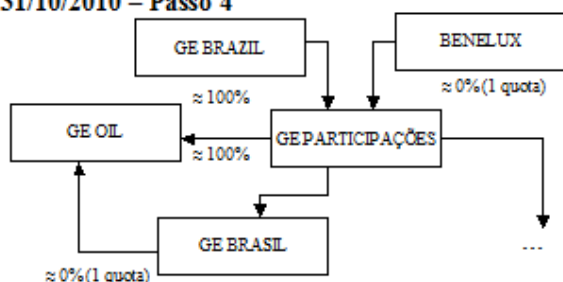 31/10/2010 – Passo 4
GE BRAZIL
BENELUX
≈ 100%
≈ 0% (1 quota)
GE OIL
GE PARTICIPAÇÕES
≈ 100%
GE BRASIL
---
≈ 0% (1 quota)